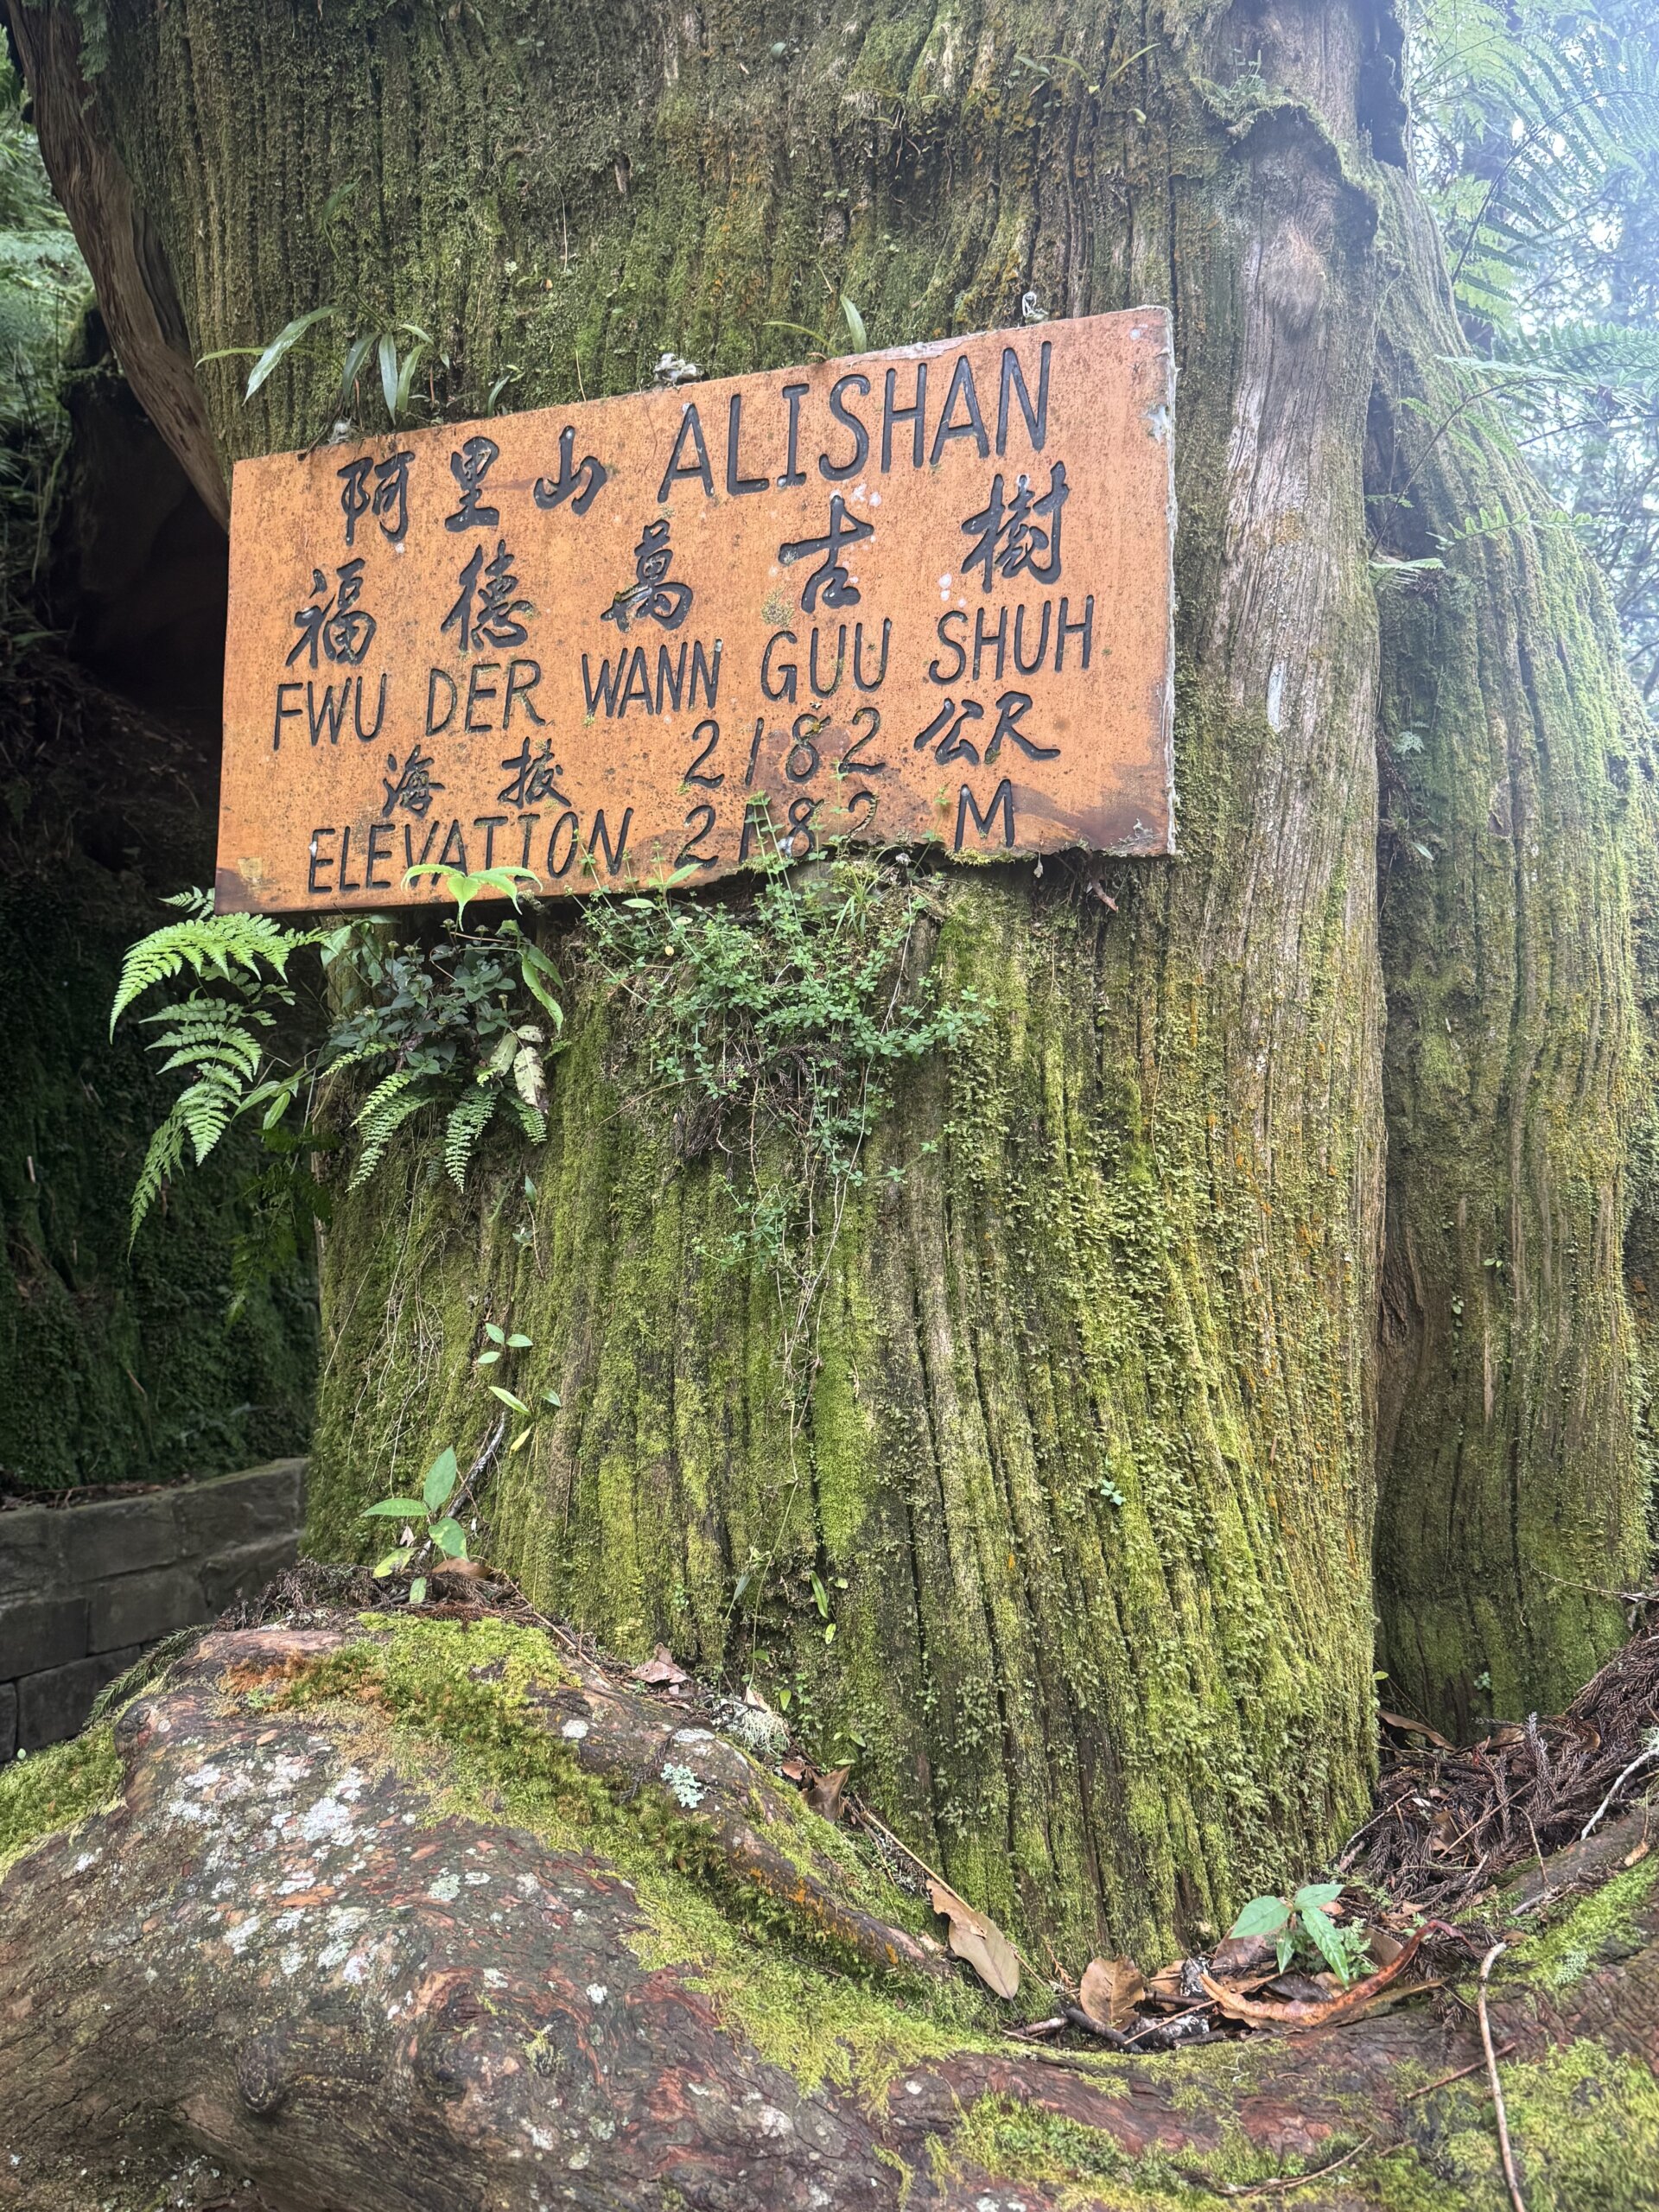 阿里山 ALISHAN
福德萬古樹
FWU DER WANN GUU SHUH
海拔 2182 公尺
ELEVATION 2182 M